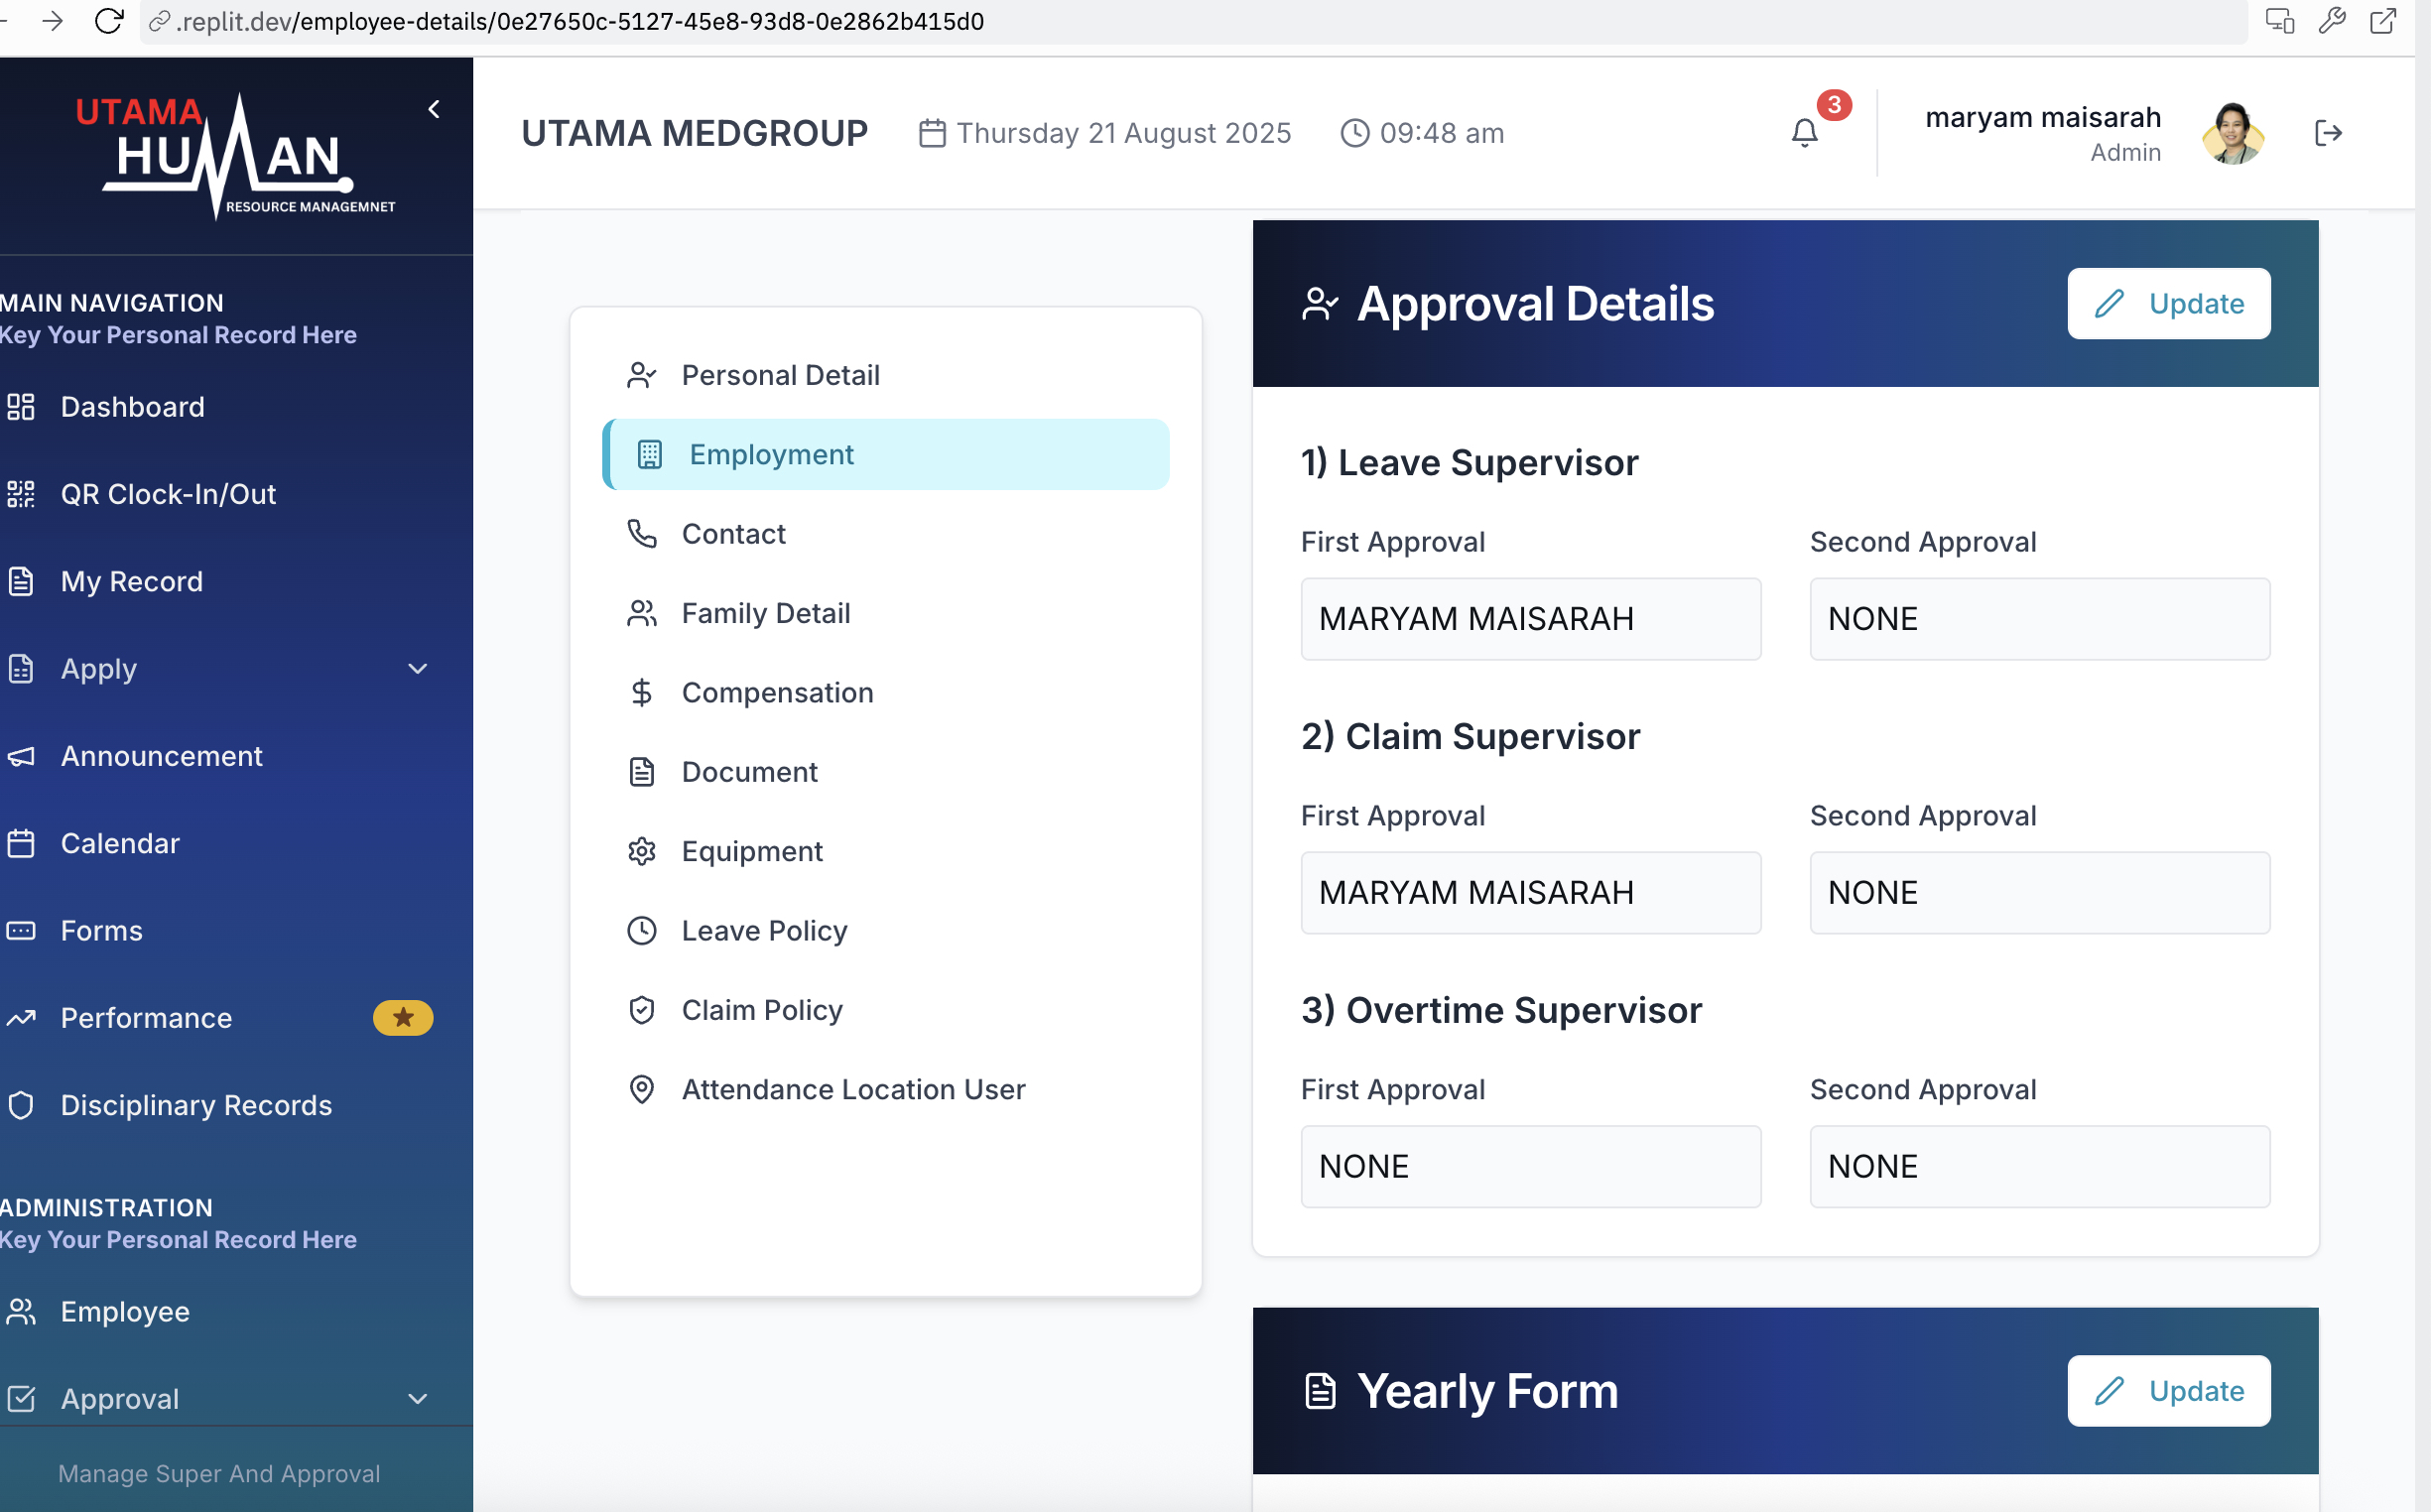 .replit.dev/employee-details/0e27650c-5127-45e8-93d8-0e2862b415d0
UTAMA
HUMAN
RESOURCE MANAGEMNET
UTAMA MEDGROUP
Thursday 21 August 2025
09:48 am
3
maryam maisarah
Admin
MAIN NAVIGATION
Key Your Personal Record Here
Dashboard
QR Clock-In/Out
My Record
Apply
Announcement
Calendar
Forms
Performance
Disciplinary Records
ADMINISTRATION
Key Your Personal Record Here
Employee
Approval
Manage Super And Approval
Personal Detail
Employment
Contact
Family Detail
Compensation
Document
Equipment
Leave Policy
Claim Policy
Attendance Location User
Approval Details
Update
1) Leave Supervisor
First Approval
Second Approval
MARYAM MAISARAH
NONE
2) Claim Supervisor
First Approval
Second Approval
MARYAM MAISARAH
NONE
3) Overtime Supervisor
First Approval
Second Approval
NONE
NONE
Yearly Form
Update